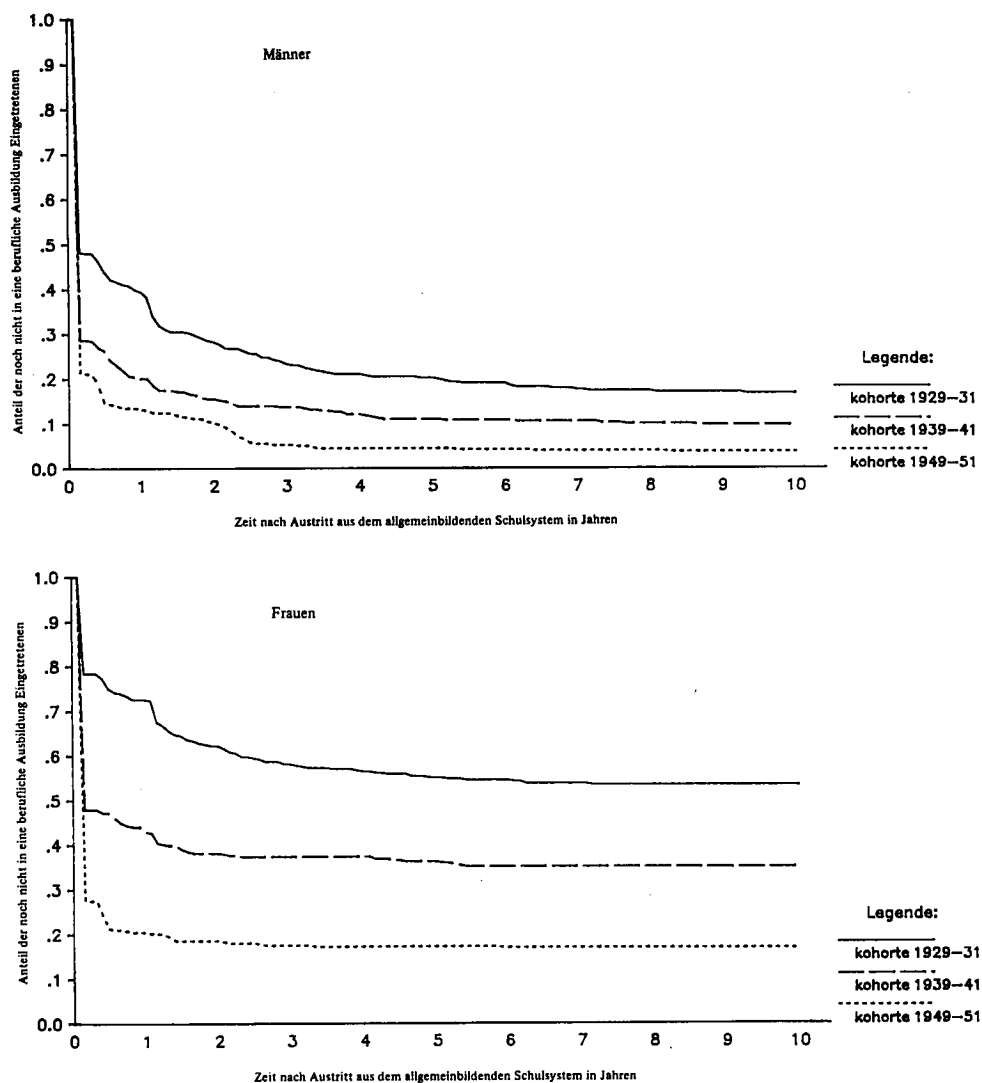 Männer
Anteil der noch nicht in eine berufliche Ausbildung Eingetretenen
1.0
.9
.8
.7
.6
.5
.4
.3
.2
.1
0.0
0 1 2 3 4 5 6 7 8 9 10
Zeit nach Austritt aus dem allgemeinbildenden Schulsystem in Jahren
Legende:
kohorte 1929–31
kohorte 1939–41
kohorte 1949–51
Frauen
Anteil der noch nicht in eine berufliche Ausbildung Eingetretenen
1.0
.9
.8
.7
.6
.5
.4
.3
.2
.1
0.0
0 1 2 3 4 5 6 7 8 9 10
Zeit nach Austritt aus dem allgemeinbildenden Schulsystem in Jahren
Legende:
kohorte 1929–31
kohorte 1939–41
kohorte 1949–51